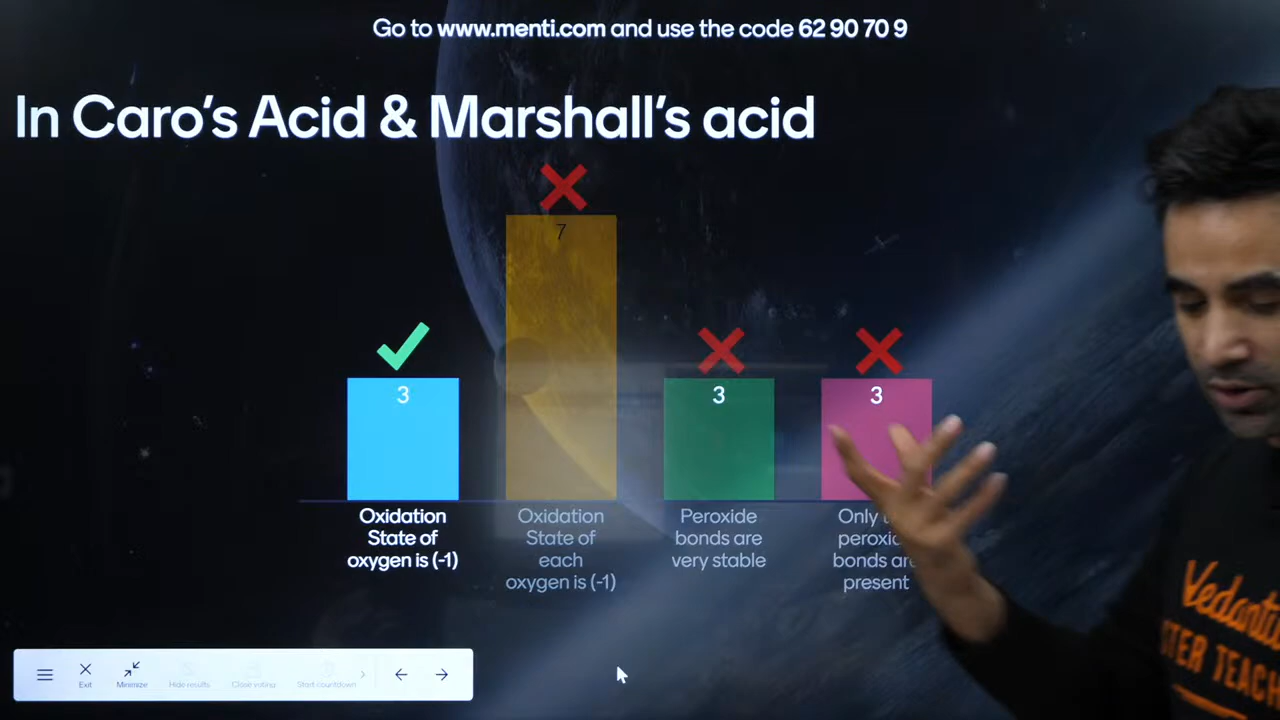 Go to www.menti.com and use the code 62 90 70 9
In Caro's Acid & Marshall's acid
7
3
3
3
Oxidation
State of
oxygen is (-1)
Oxidation
State of
each
oxygen is (-1)
Peroxide
bonds are
very stable
Only
bonds are
present
Exit
Minimize
Hide results
Close voting
Start countdown